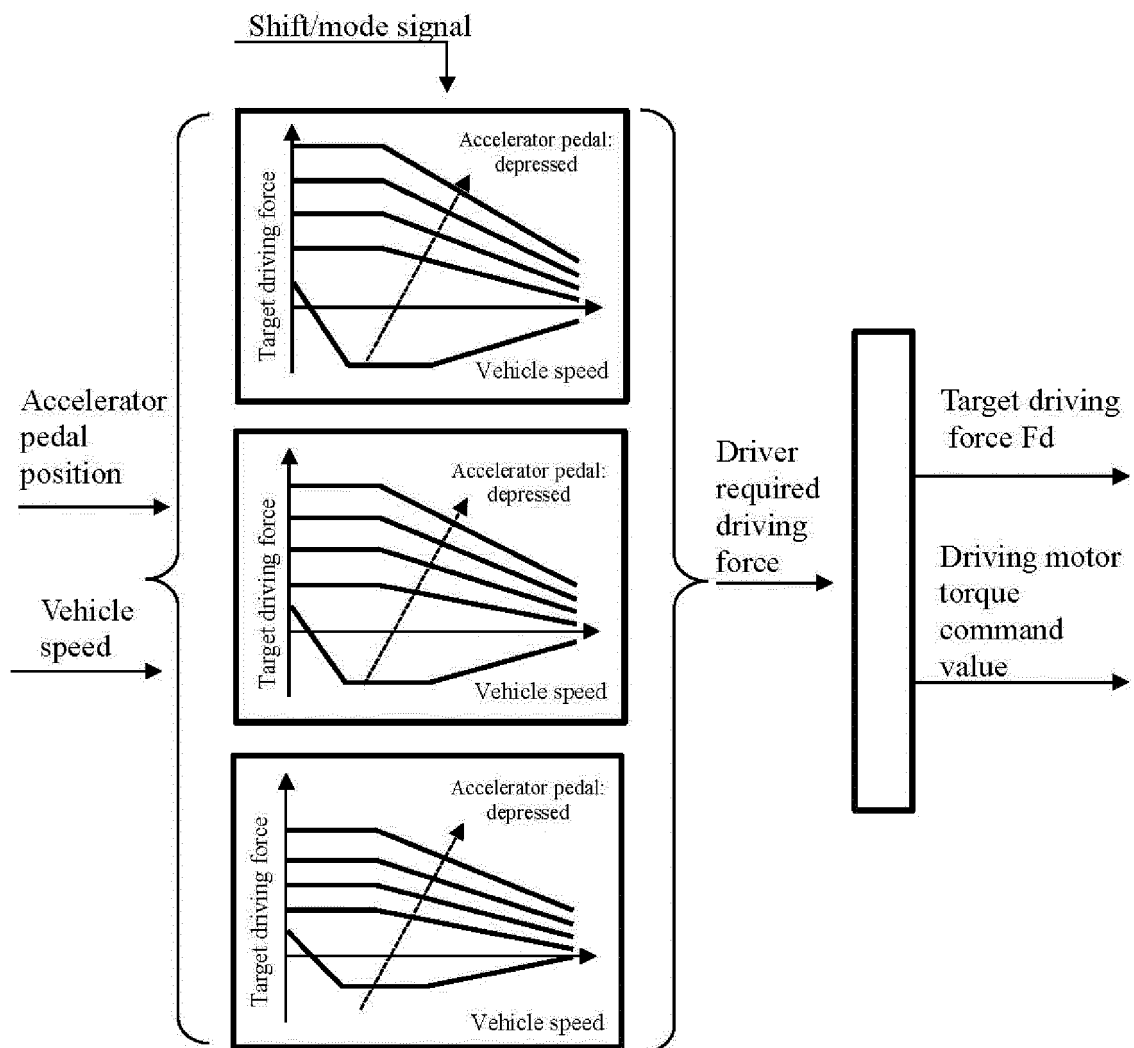 Shift/mode signal
Accelerator pedal:
depressed
Target driving force
Vehicle speed
Accelerator
pedal
position
Vehicle
speed
Accelerator pedal:
depressed
Target driving force
Vehicle speed
Accelerator pedal:
depressed
Target driving force
Vehicle speed
Driver
required
driving
force
Target driving
force Fd
Driving motor
torque
command
value